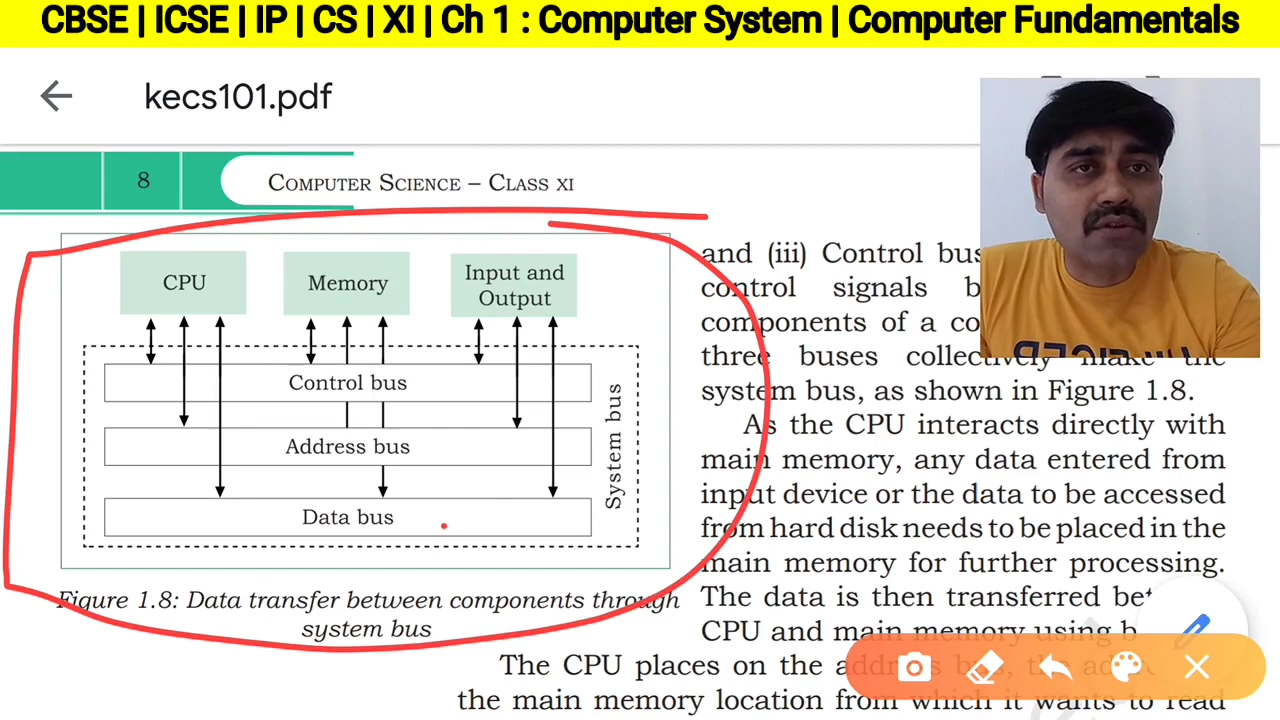 CBSE | ICSE | IP | CS | XI | Ch 1 : Computer System | Computer Fundamentals
kecs101.pdf
8
COMPUTER SCIENCE – CLASS XI
CPU
Memory
Input and
Output
Control bus
Address bus
Data bus
System bus
Figure 1.8: Data transfer between components through
system bus
and (iii) Control bus
control signals
components of a
three buses collectively make the
system bus, as shown in Figure 1.8.
As the CPU interacts directly with
main memory, any data entered from
input device or the data to be accessed
from hard disk needs to be placed in the
main memory for further processing.
The data is then transferred
CPU and main memory using
The CPU places on the address bus, the
the main memory location from which it wants to read